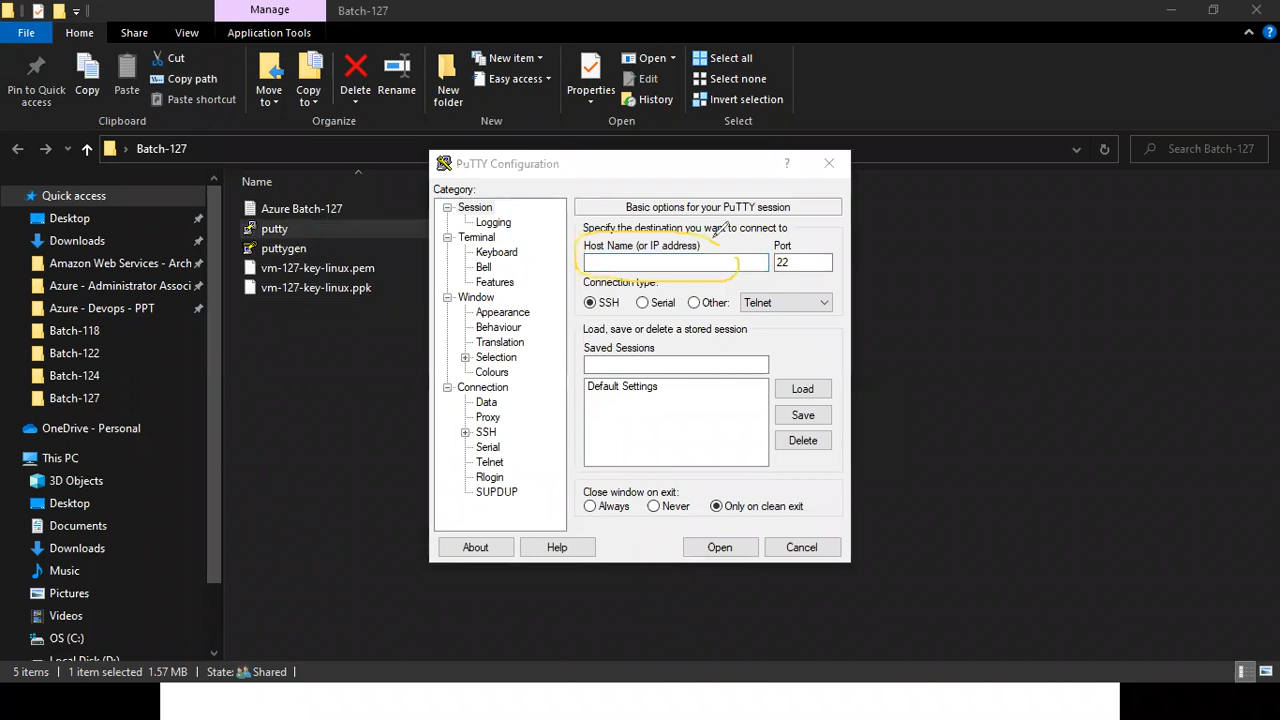 Manage
Batch-127
File
Home
Share
View
Application Tools
Pin to Quick access
Copy
Paste
Cut
Copy path
Paste shortcut
Clipboard
Move to
Copy to
Delete
Rename
Organize
New folder
New item
Easy access
New
Properties
Open
Edit
History
Open
Select all
Select none
Invert selection
Select
Batch-127
Search Batch-127
Quick access
Desktop
Downloads
Amazon Web Services - Arch
Azure - Administrator Associ
Azure - Devops - PPT
Batch-118
Batch-122
Batch-124
Batch-127
OneDrive - Personal
This PC
3D Objects
Desktop
Documents
Downloads
Music
Pictures
Videos
OS (C:)
Local Disk (D:)
Name
Azure Batch-127
putty
puttygen
vm-127-key-linux.pem
vm-127-key-linux.ppk
PuTTY Configuration
?
Category:
Session
Logging
Terminal
Keyboard
Bell
Features
Window
Appearance
Behaviour
Translation
Selection
Colours
Connection
Data
Proxy
SSH
Serial
Telnet
Rlogin
SUPDUP
Basic options for your PuTTY session
Specify the destination you want to connect to
Host Name (or IP address)
Port
22
Connection type:
SSH
Serial
Other:
Telnet
Load, save or delete a stored session
Saved Sessions
Default Settings
Load
Save
Delete
Close window on exit:
Always
Never
Only on clean exit
About
Help
Open
Cancel
5 items
1 item selected 1.57 MB
State: Shared